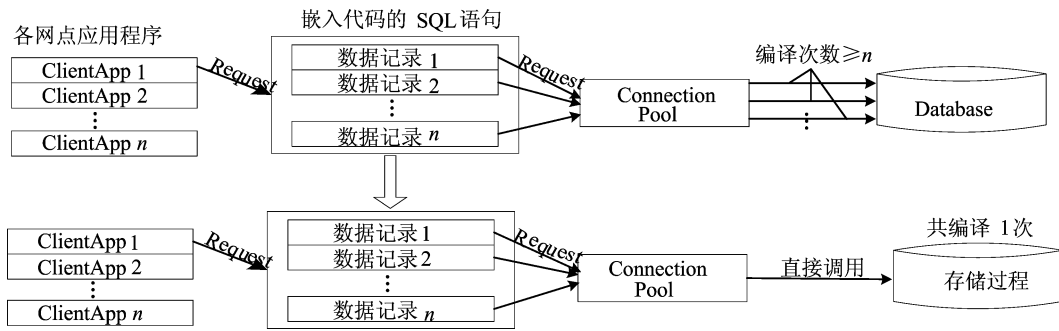 各网点应用程序
ClientApp 1
ClientApp 2
ClientApp n
Request
嵌入代码的 SQL 语句
数据记录 1
数据记录 2
数据记录 n
Request
Connection
Pool
编译次数≥n
Database
ClientApp 1
ClientApp 2
ClientApp n
Request
数据记录 1
数据记录 2
数据记录 n
Request
Connection
Pool
直接调用
共编译 1 次
存储过程